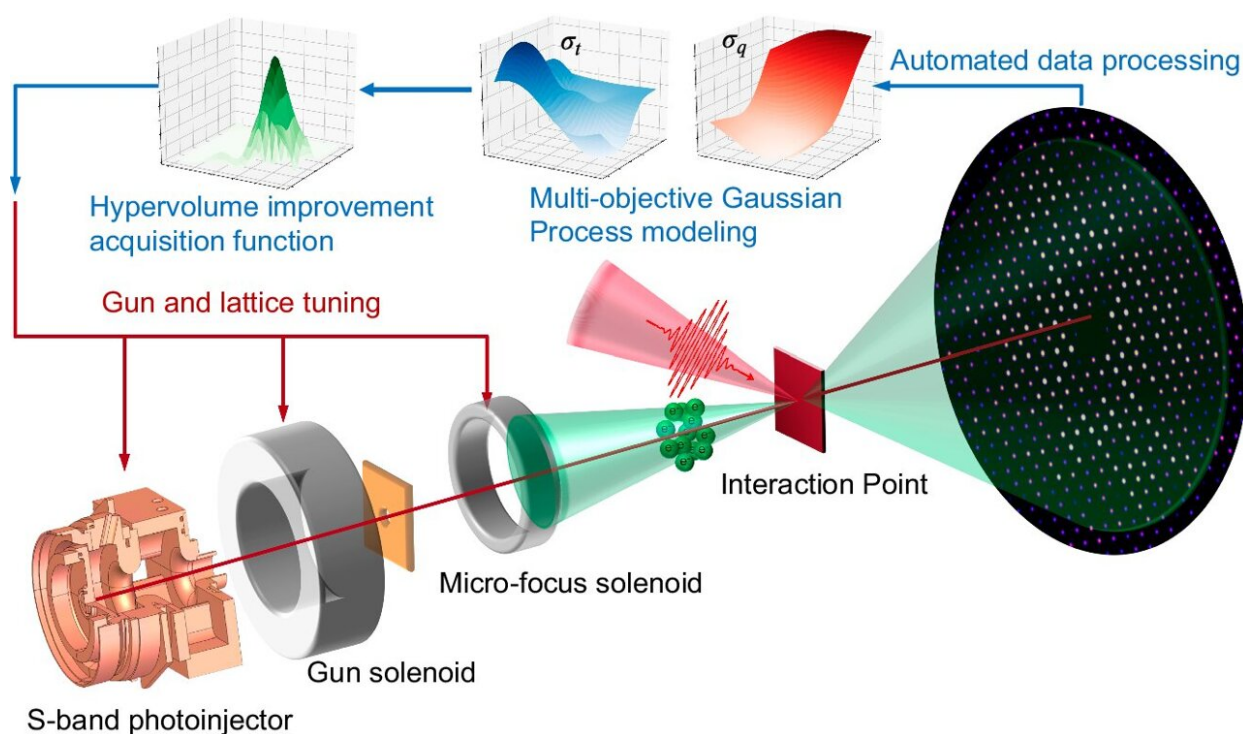 σt
σq
Automated data processing
Hypervolume improvement
acquisition function
Multi-objective Gaussian
Process modeling
Gun and lattice tuning
e
e
e
e
e
e
e
Interaction Point
Micro-focus solenoid
Gun solenoid
S-band photoinjector